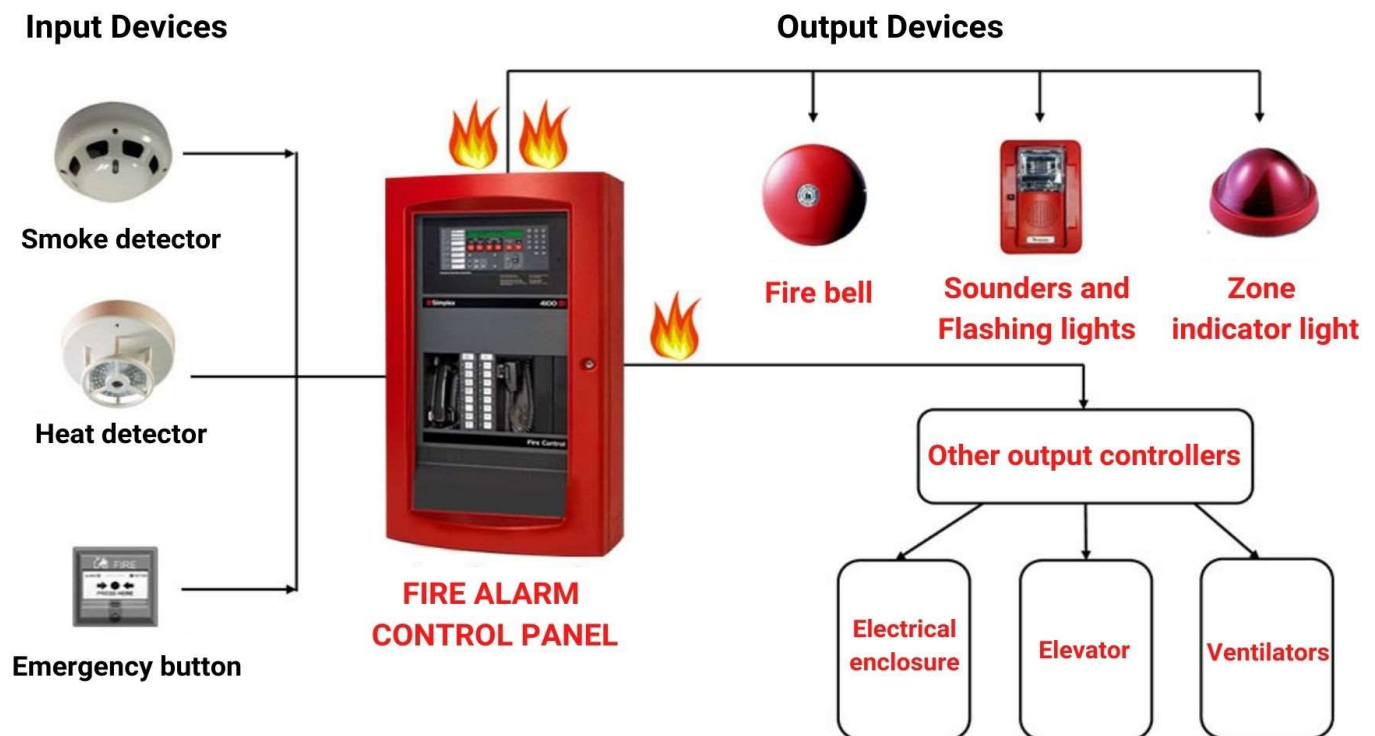 Input Devices
Output Devices
Smoke detector
Heat detector
Emergency button
FIRE
PRESS HERE
Simplex
4100
Fire Control
FIRE ALARM
CONTROL PANEL
Fire bell
Sounders and
Flashing lights
Zone
indicator light
Other output controllers
Electrical
enclosure
Elevator
Ventilators